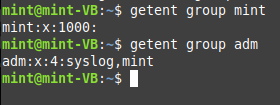 mint@mint-VB:~$ getent group mint
mint:x:1000:
mint@mint-VB:~$ getent group adm
adm:x:4:syslog,mint
mint@mint-VB:~$